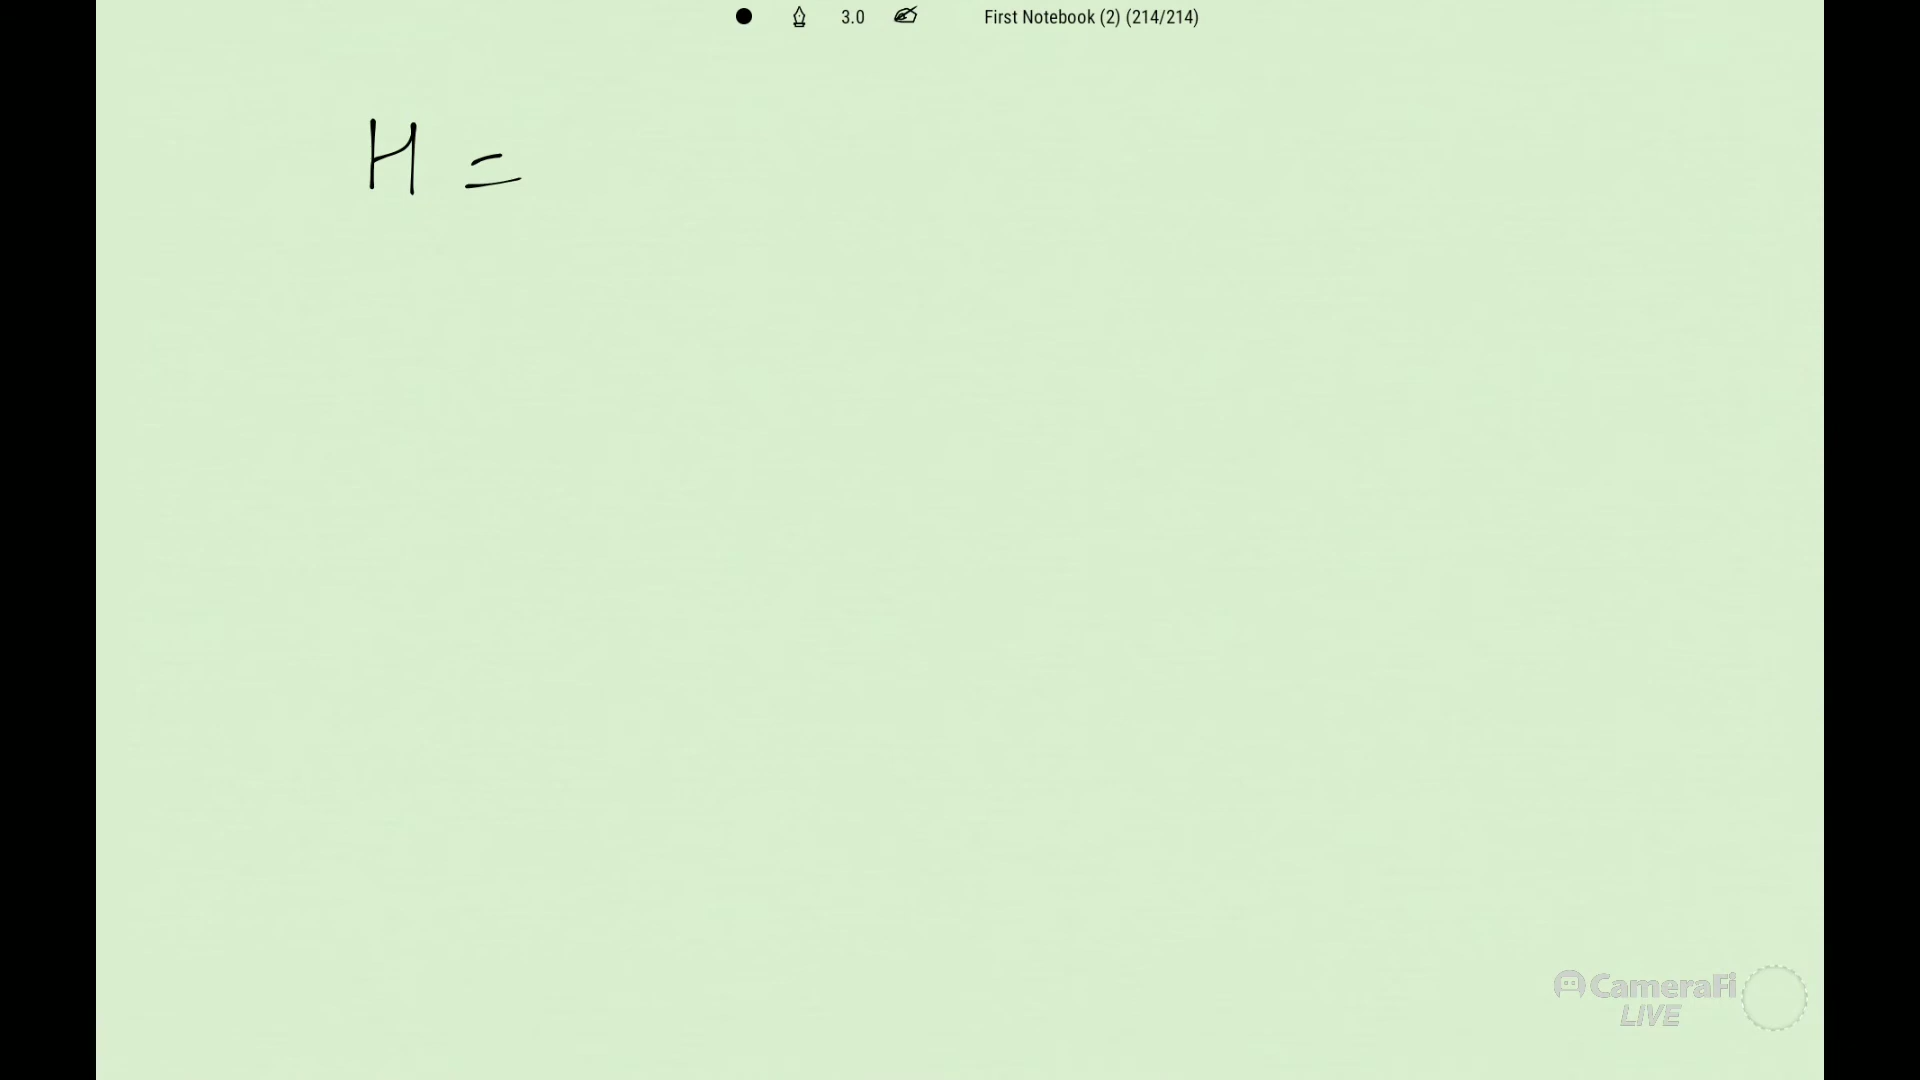 3.0 First Notebook (2) (214/214)
H =
CameraFi
LIVE